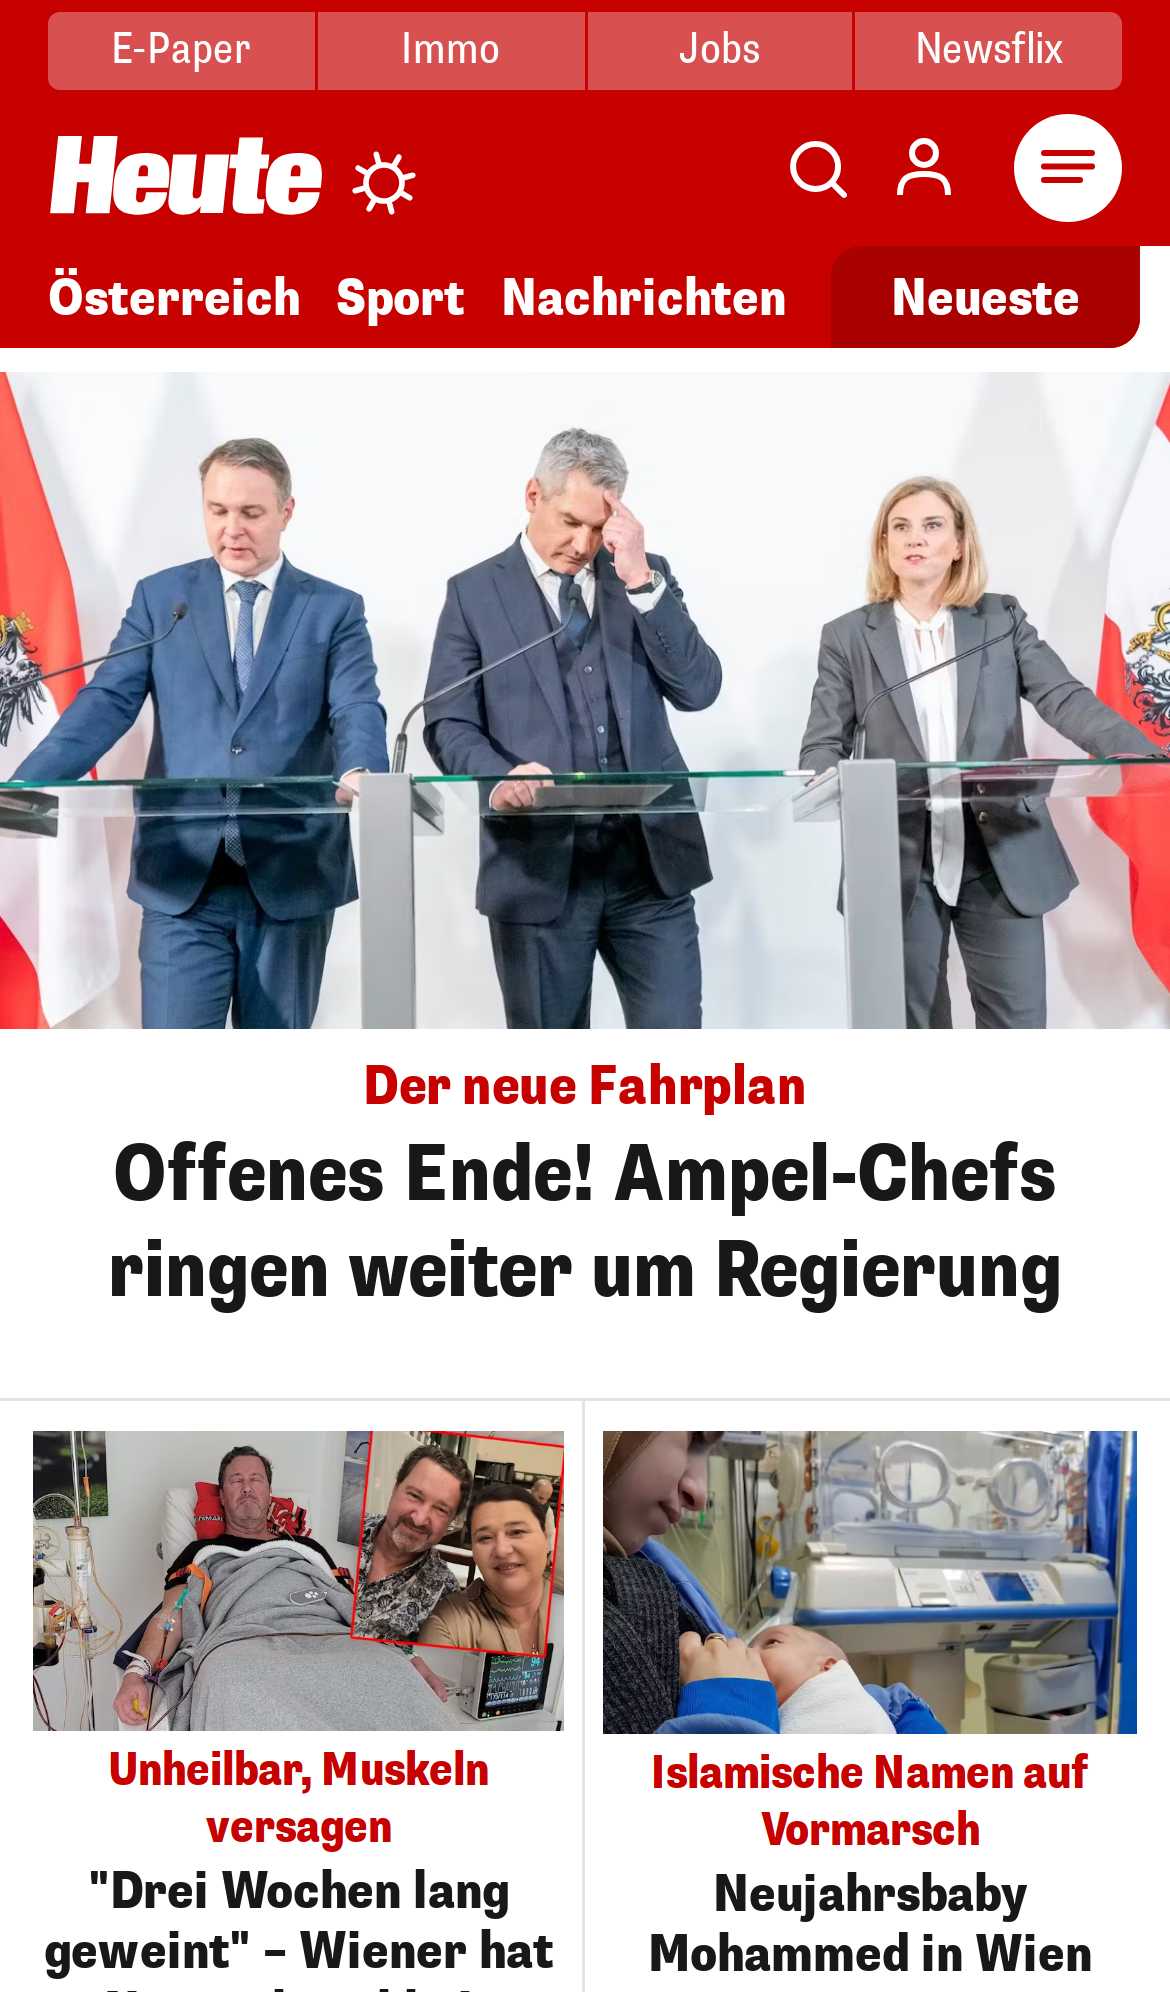 E-Paper Immo Jobs Newsflix
Heute
Österreich Sport Nachrichten Neueste
Der neue Fahrplan
Offenes Ende! Ampel-Chefs
ringen weiter um Regierung
Unheilbar, Muskeln
versagen
"Drei Wochen lang
geweint" – Wiener hat
Islamische Namen auf
Vormarsch
Neujahrsbaby
Mohammed in Wien